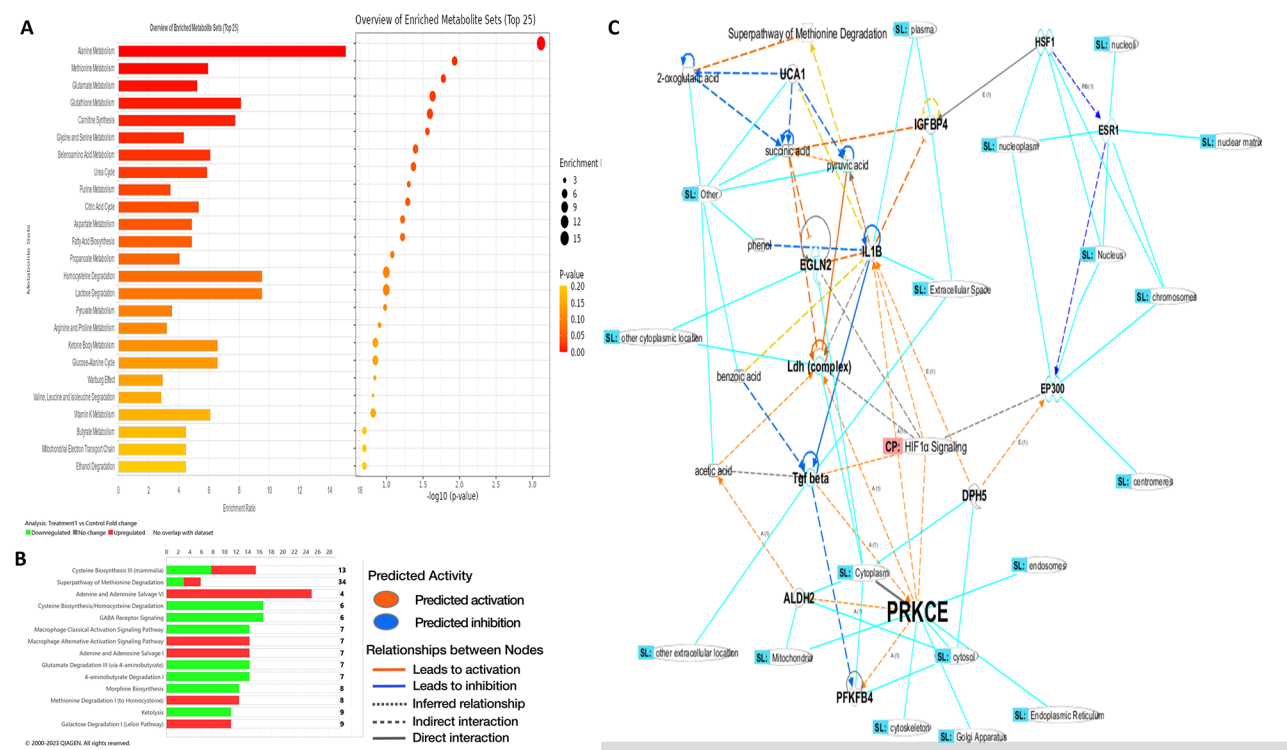 A
Overview of Enriched Metabolite Sets (Top 25)
Metabolite Sets
Alanine Metabolism
Methionine Metabolism
Glutamate Metabolism
Glutathione Metabolism
Carnitine Synthesis
Glycine and Serine Metabolism
Selenoamino Acid Metabolism
Urea Cycle
Purine Metabolism
Citric Acid Cycle
Aspartate Metabolism
Fatty Acid Biosynthesis
Propanoate Metabolism
Homocysteine Degradation
Lactose Degradation
Pyruvate Metabolism
Arginine and Proline Metabolism
Ketone Body Metabolism
Glucose-Alanine Cycle
Warburg Effect
Valine, Leucine and Isoleucine Degradation
Vitamin K Metabolism
Butyrate Metabolism
Mitochondrial Electron Transport Chain
Ethanol Degradation
0 2 4 6 8 10 12 14 16
Enrichment Ratio
Overview of Enriched Metabolite Sets (Top 25)
1.0 1.5 2.0 2.5 3.0
-log10 (p-value)
Enrichment
3
6
9
12
15
P-value
0.20
0.15
0.10
0.05
0.00
Analysis: Treatment1 vs Control Fold change
Downregulated No change Upregulated No overlap with dataset
B
0 2 4 6 8 10 12 14 16 18 20 22 24 26 28
Cysteine Biosynthesis III (mammalia) 13
Superpathway of Methionine Degradation 34
Adenine and Adenosine Salvage VI 4
Cysteine Biosynthesis/Homocysteine Degradation 6
GABA Receptor Signaling 6
Macrophage Classical Activation Signaling Pathway 7
Macrophage Alternative Activation Signaling Pathway 7
Adenine and Adenosine Salvage I 7
Glutamate Degradation III (via 4-aminobutyrate) 7
4-aminobutyrate Degradation I 7
Morphine Biosynthesis 8
Methionine Degradation I (to Homocysteine) 8
Ketolysis 9
Galactose Degradation I (Leloir Pathway) 9
© 2000-2023 QIAGEN. All rights reserved.
Predicted Activity
Predicted activation
Predicted inhibition
Relationships between Nodes
Leads to activation
Leads to inhibition
Inferred relationship
Indirect interaction
Direct interaction
C
Superpathway of Methionine Degradation
SL: plasma
HSF1
SL: nucleoli
2-oxoglutaric acid
UCA1
E (1)
RB (1)
IGFBP4
ESR1
SL: nucleoplasm
SL: nuclear matrix
succinic acid
pyruvic acid
SL: Other
phenol
IL1B
EGLN2
SL: Nucleus
SL: Extracellular Space
SL: chromosomes
SL: other cytoplasmic location
Ldh (complex)
E (1)
benzoic acid
EP300
A(1)
CP: HIF1α Signaling
E (1)
acetic acid
Tgf beta
A (1)
DPH5
SL: centromeres
A (1)
A (1)
SL: Cytoplasm
SL: endosomes
ALDH2
A(1)
PRKCE
SL: other extracellular location
SL: Mitochondria
A (1)
SL: cytosol
PFKFB4
SL: cytoskeleton
SL: Golgi Apparatus
SL: Endoplasmic Reticulum